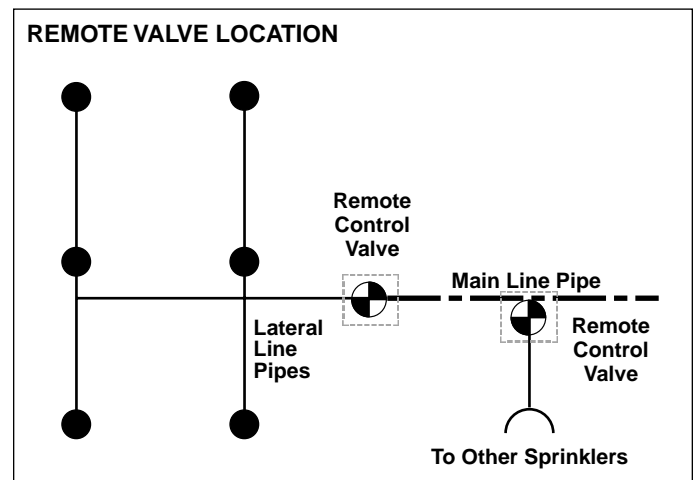 REMOTE VALVE LOCATION
Remote
Control
Valve
Main Line Pipe
Lateral
Line
Pipes
Remote
Control
Valve
To Other Sprinklers